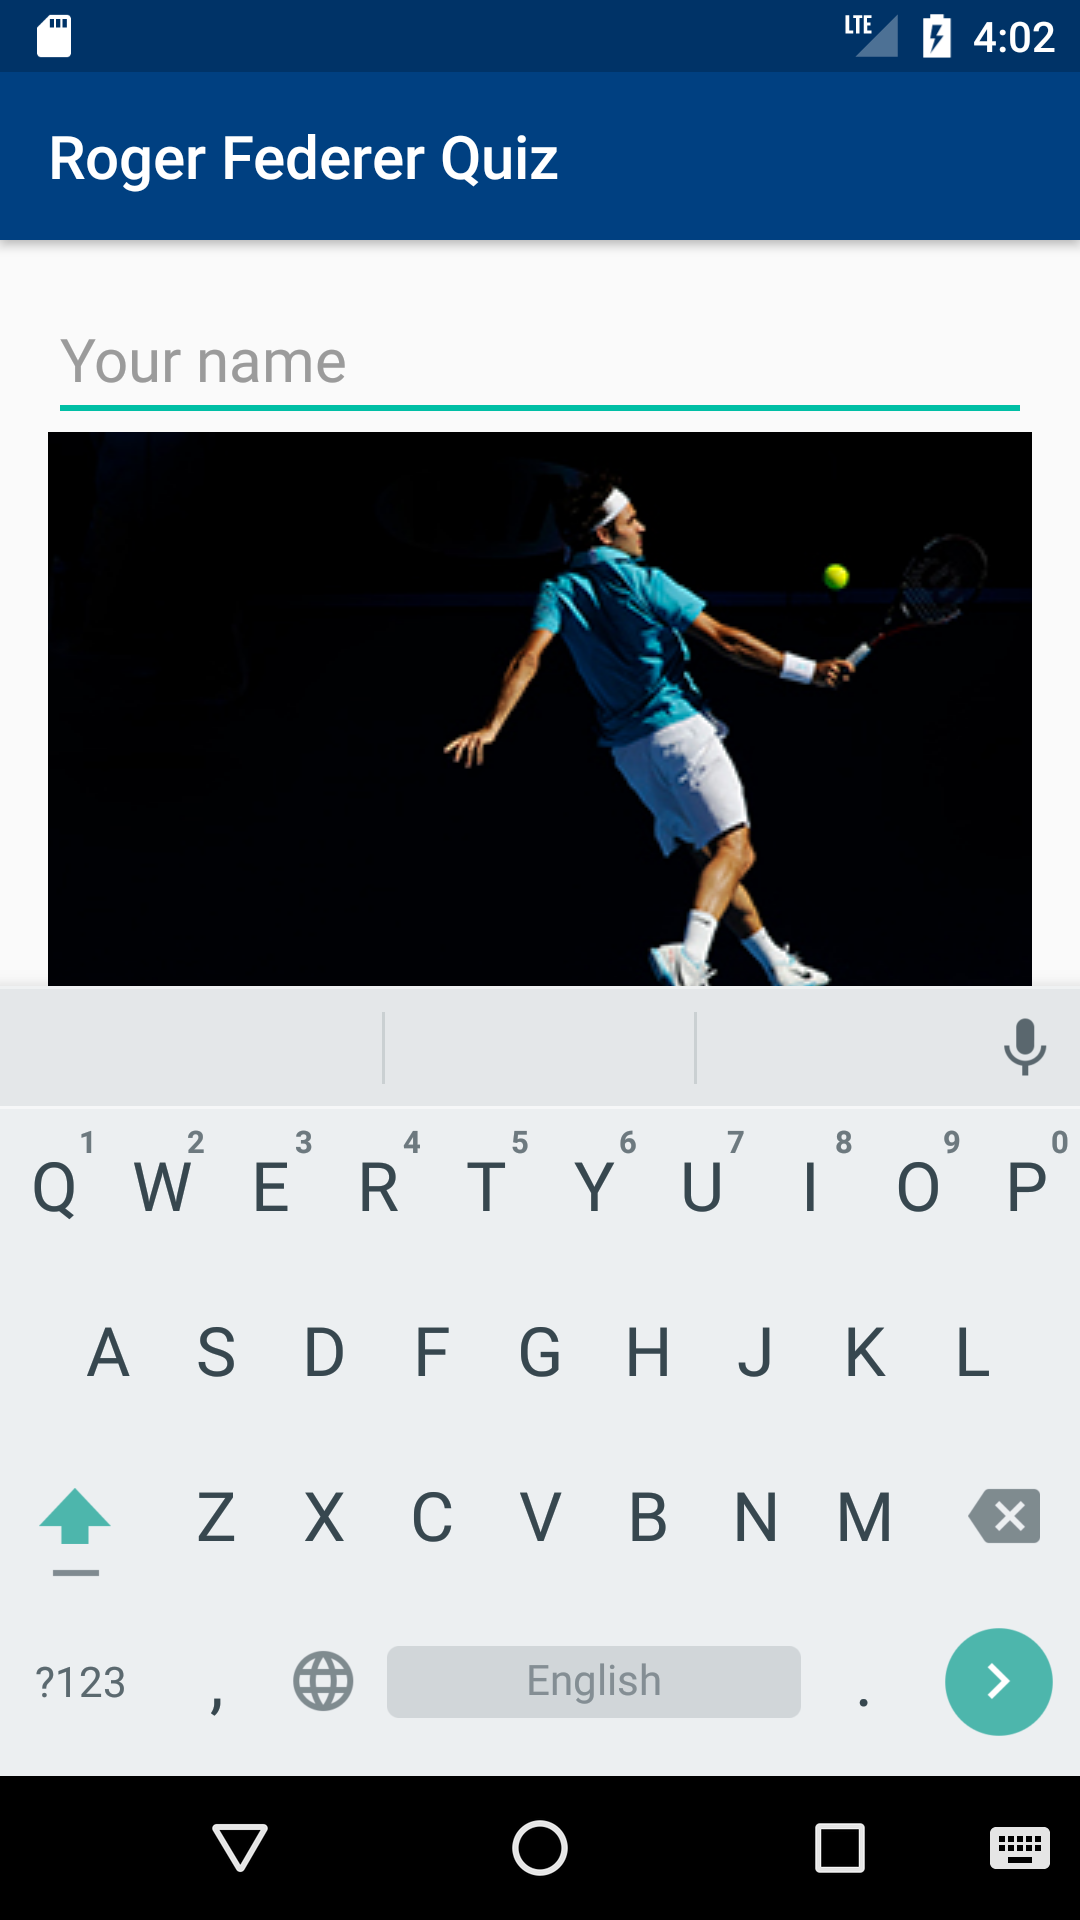 LTE 4:02
Roger Federer Quiz
Your name
1 2 3 4 5 6 7 8 9 0
Q W E R T Y U I O P
A S D F G H J K L
Z X C V B N M
?123 , English .